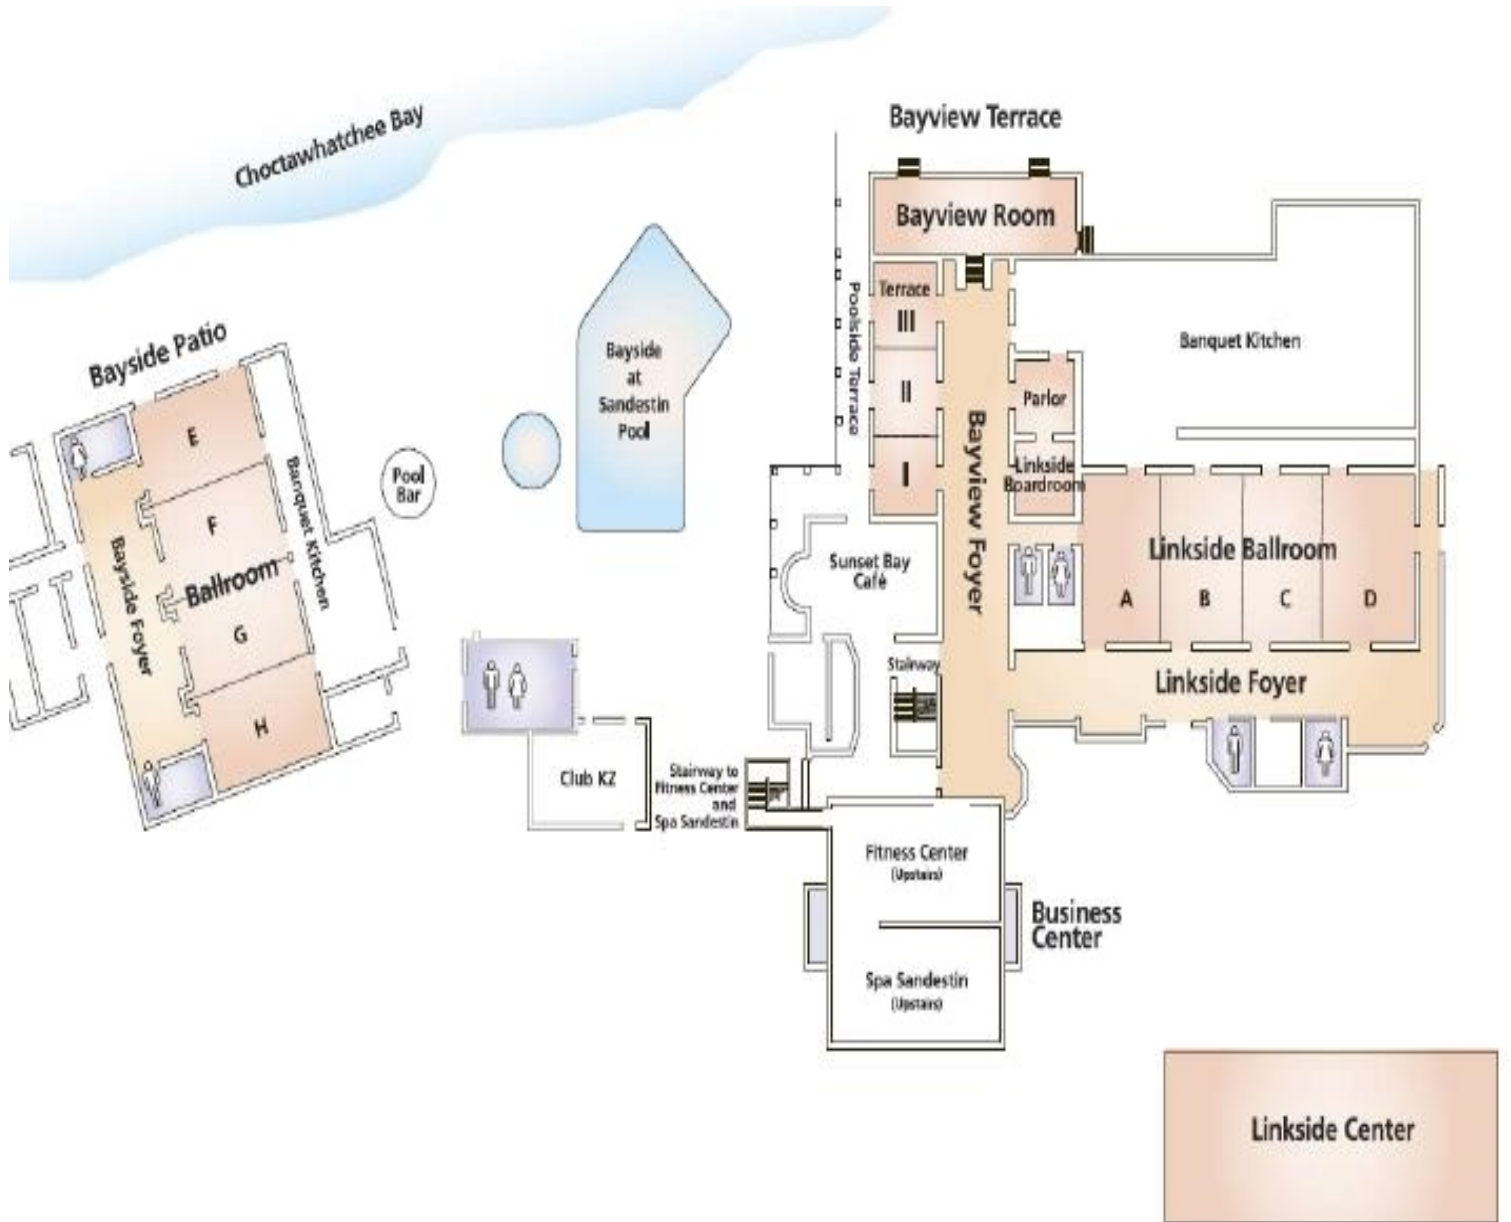 Choctawhatchee Bay
Bayview Terrace
Bayview Room
Terrace
III
II
I
Poolside Terrace
Bayview Foyer
Banquet Kitchen
Parlor
Linkside
Boardroom
Linkside Ballroom
A
B
C
D
Linkside Foyer
Bayside
at
Sandestin
Pool
Bayside Patio
E
F
Ballroom
G
H
Bayside Foyer
Banquet Kitchen
Pool
Bar
Sunset Bay
Café
Stairway
Club KZ
Stairway to
Fitness Center
and
Spa Sandestin
Fitness Center
(Upstairs)
Business
Center
Spa Sandestin
(Upstairs)
Linkside Center